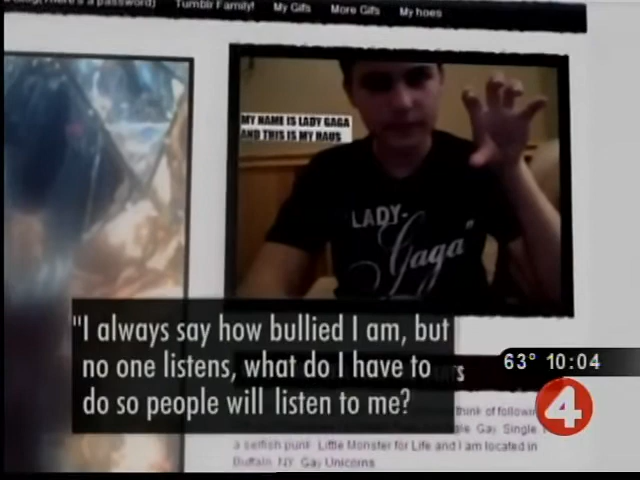 password) Tumblr Family! My Gifs More Gifs My hoes
MY NAME IS LADY GAGA
AND THIS IS MY HAUS
LADY-
Gaga"
"I always say how bullied I am, but
no one listens, what do I have to
do so people will listen to me?
63° 10:04
4
think of
Gay Single
a selfish punk Little Monster for Life and I am located in
Buffalo, NY. Gay Unicorns